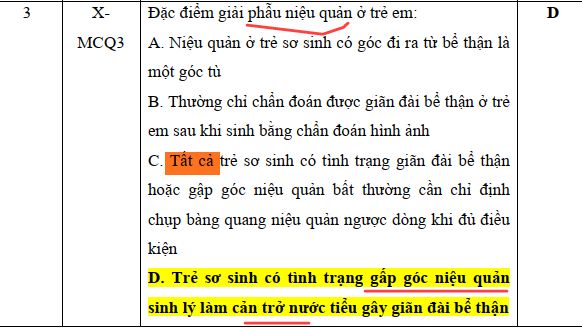 3
X-
MCQ3
Đặc điểm giải phẫu niệu quản ở trẻ em:
D
A. Niệu quản ở trẻ sơ sinh có góc đi ra từ bể thận là
một góc tù
B. Thường chỉ chẩn đoán được giãn đài bể thận ở trẻ
em sau khi sinh bằng chẩn đoán hình ảnh
C. Tất cả trẻ sơ sinh có tình trạng giãn đài bể thận
hoặc gập góc niệu quản bất thường cần chỉ định
chụp bàng quang niệu quản ngược dòng khi đủ điều
kiện
D. Trẻ sơ sinh có tình trạng gấp góc niệu quản
sinh lý làm cản trở nước tiểu gây giãn đài bể thận